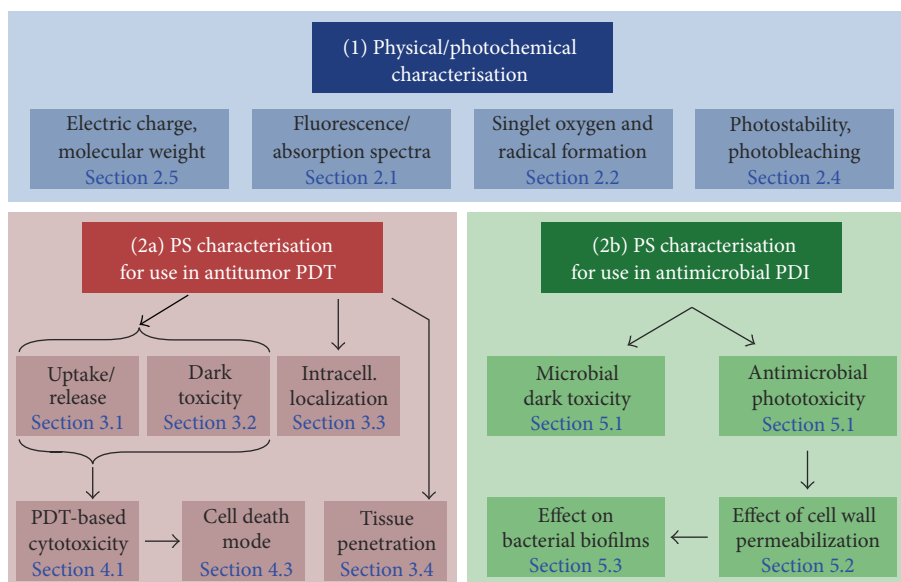 (1) Physical/photochemical
characterisation
Electric charge,
molecular weight
Section 2.5
Fluorescence/
absorption spectra
Section 2.1
Singlet oxygen and
radical formation
Section 2.2
Photostability,
photobleaching
Section 2.4
(2a) PS characterisation
for use in antitumor PDT
Uptake/
release
Section 3.1
Dark
toxicity
Section 3.2
Intracell.
localization
Section 3.3
PDT-based
cytotoxicity
Section 4.1
Cell death
mode
Section 4.3
Tissue
penetration
Section 3.4
(2b) PS characterisation
for use in antimicrobial PDI
Microbial
dark toxicity
Section 5.1
Antimicrobial
phototoxicity
Section 5.1
Effect on
bacterial biofilms
Section 5.3
Effect of cell wall
permeabilization
Section 5.2